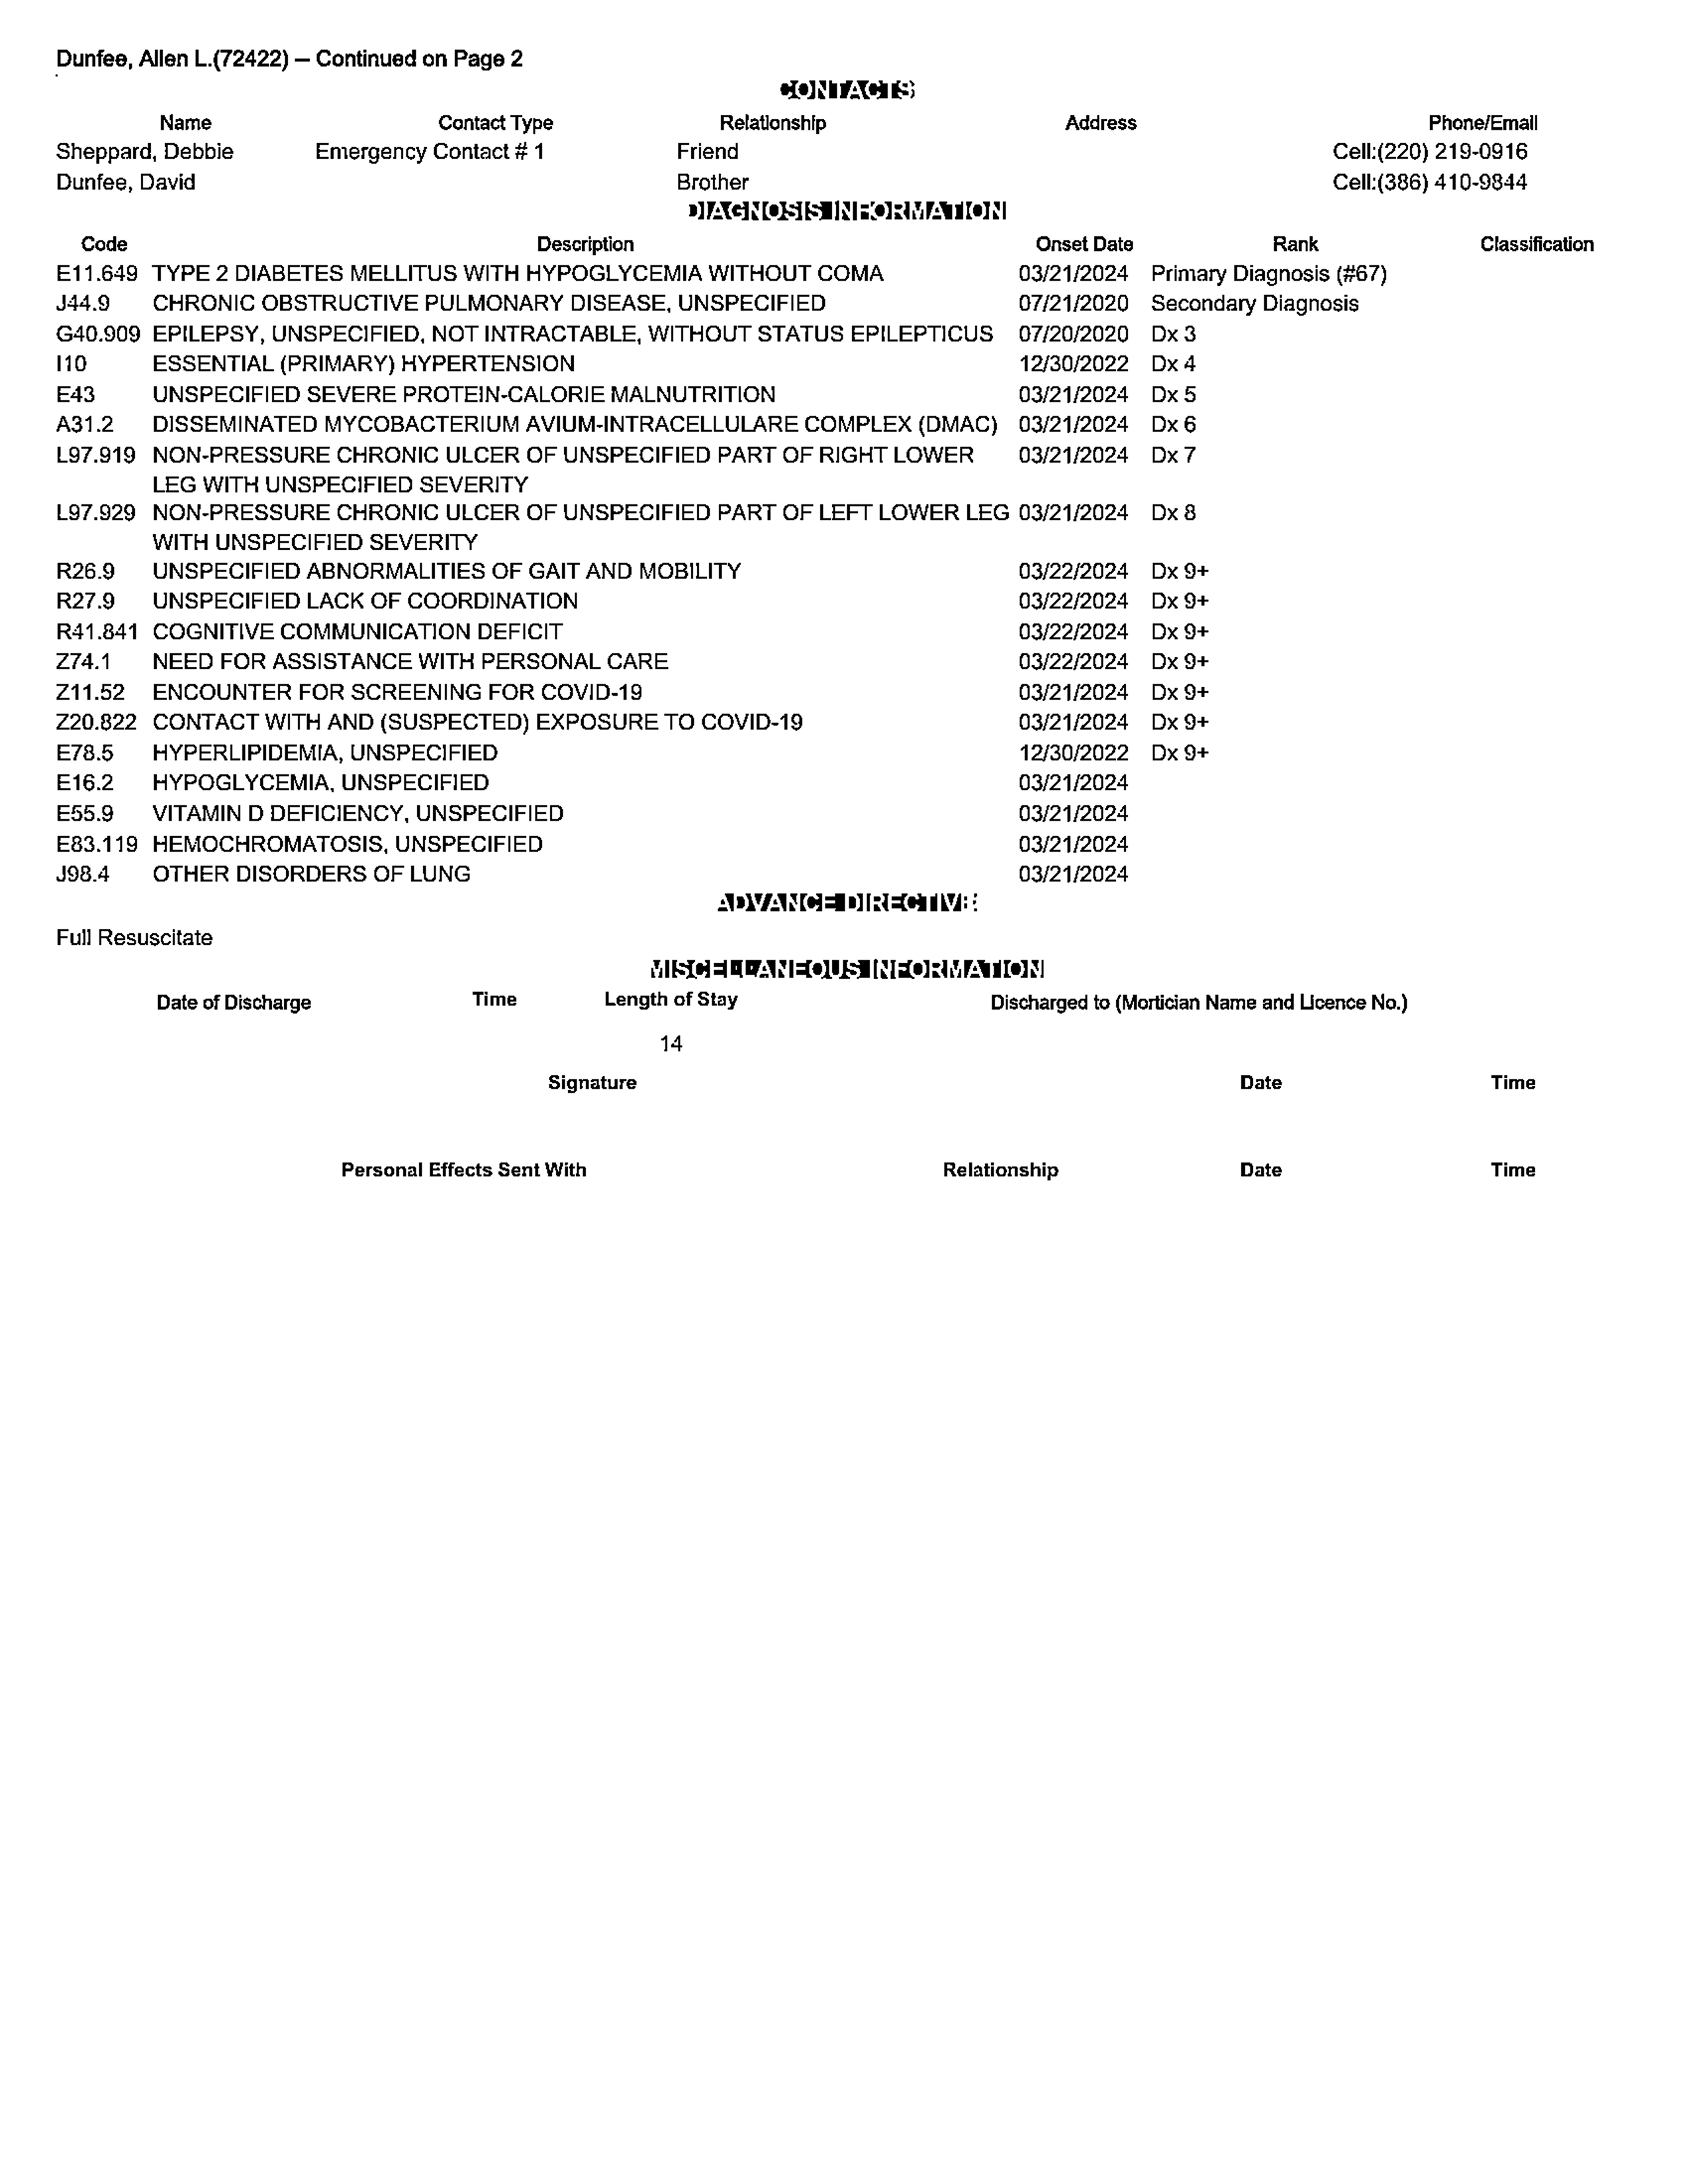 Dunfee, Allen L.(72422) — Continued on Page 2
CONTACTS
Name Contact Type Relationship Address Phone/Email
Sheppard, Debbie Emergency Contact # 1 Friend Cell:(220) 219-0916
Dunfee, David Brother Cell:(386) 410-9844
DIAGNOSIS INFORMATION
Code Description Onset Date Rank Classification
E11.649 TYPE 2 DIABETES MELLITUS WITH HYPOGLYCEMIA WITHOUT COMA 03/21/2024 Primary Diagnosis (#67)
J44.9 CHRONIC OBSTRUCTIVE PULMONARY DISEASE, UNSPECIFIED 07/21/2020 Secondary Diagnosis
G40.909 EPILEPSY, UNSPECIFIED, NOT INTRACTABLE, WITHOUT STATUS EPILEPTICUS 07/20/2020 Dx 3
I10 ESSENTIAL (PRIMARY) HYPERTENSION 12/30/2022 Dx 4
E43 UNSPECIFIED SEVERE PROTEIN-CALORIE MALNUTRITION 03/21/2024 Dx 5
A31.2 DISSEMINATED MYCOBACTERIUM AVIUM-INTRACELLULARE COMPLEX (DMAC) 03/21/2024 Dx 6
L97.919 NON-PRESSURE CHRONIC ULCER OF UNSPECIFIED PART OF RIGHT LOWER 03/21/2024 Dx 7
LEG WITH UNSPECIFIED SEVERITY
L97.929 NON-PRESSURE CHRONIC ULCER OF UNSPECIFIED PART OF LEFT LOWER LEG 03/21/2024 Dx 8
WITH UNSPECIFIED SEVERITY
R26.9 UNSPECIFIED ABNORMALITIES OF GAIT AND MOBILITY 03/22/2024 Dx 9+
R27.9 UNSPECIFIED LACK OF COORDINATION 03/22/2024 Dx 9+
R41.841 COGNITIVE COMMUNICATION DEFICIT 03/22/2024 Dx 9+
Z74.1 NEED FOR ASSISTANCE WITH PERSONAL CARE 03/22/2024 Dx 9+
Z11.52 ENCOUNTER FOR SCREENING FOR COVID-19 03/21/2024 Dx 9+
Z20.822 CONTACT WITH AND (SUSPECTED) EXPOSURE TO COVID-19 03/21/2024 Dx 9+
E78.5 HYPERLIPIDEMIA, UNSPECIFIED 12/30/2022 Dx 9+
E16.2 HYPOGLYCEMIA, UNSPECIFIED 03/21/2024
E55.9 VITAMIN D DEFICIENCY, UNSPECIFIED 03/21/2024
E83.119 HEMOCHROMATOSIS, UNSPECIFIED 03/21/2024
J98.4 OTHER DISORDERS OF LUNG 03/21/2024
ADVANCE DIRECTIVE
Full Resuscitate
MISCELLANEOUS INFORMATION
Date of Discharge Time Length of Stay Discharged to (Mortician Name and Licence No.)
14
Signature Date Time
Personal Effects Sent With Relationship Date Time